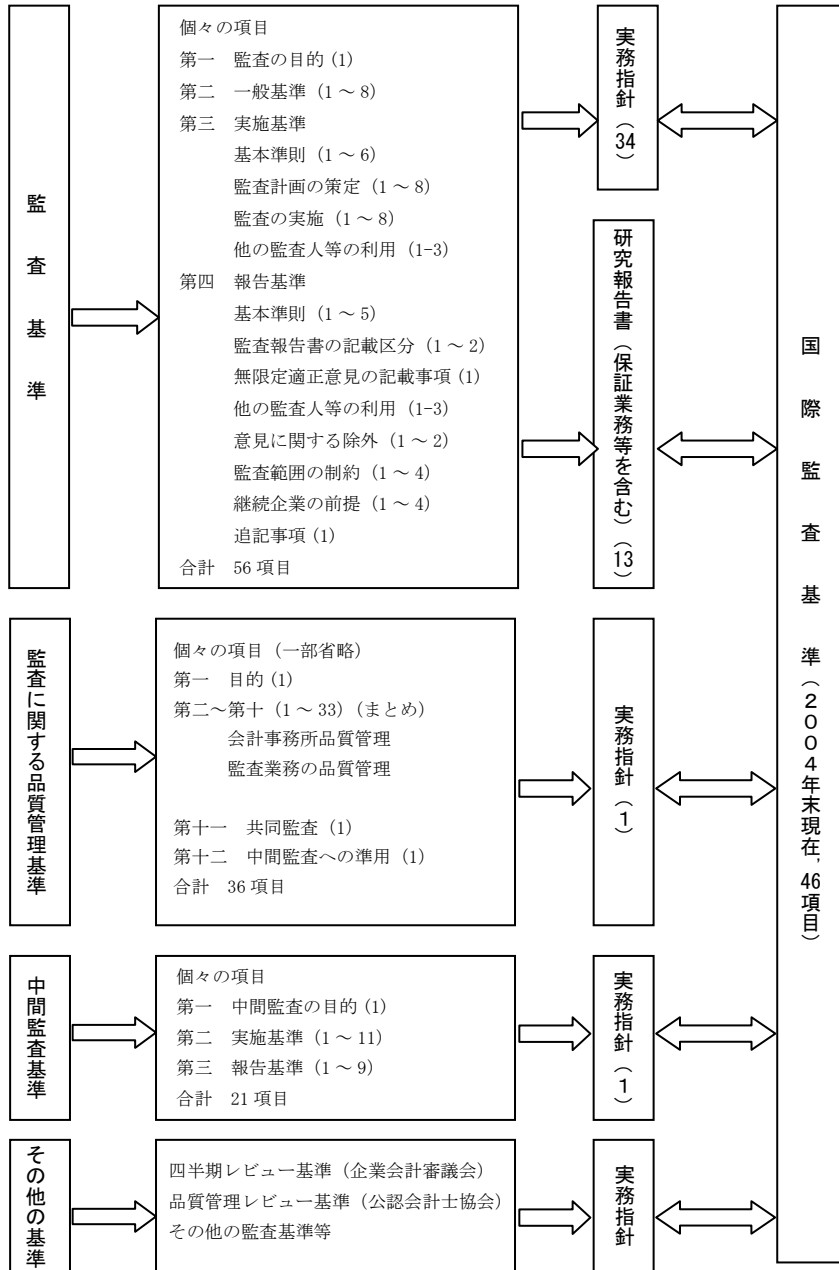 監査基準
個々の項目
第一　監査の目的 (1)
第二　一般基準 (1 ～ 8)
第三　実施基準
基本準則 (1 ～ 6)
監査計画の策定 (1 ～ 8)
監査の実施 (1 ～ 8)
他の監査人等の利用 (1-3)
第四　報告基準
基本準則 (1 ～ 5)
監査報告書の記載区分 (1 ～ 2)
無限定適正意見の記載事項 (1)
他の監査人等の利用 (1-3)
意見に関する除外 (1 ～ 2)
監査範囲の制約 (1 ～ 4)
継続企業の前提 (1 ～ 4)
追記事項 (1)
合計　56 項目
実務指針（34）
研究報告書（保証業務等を含む）（13）
監査に関する品質管理基準
個々の項目（一部省略）
第一　目的 (1)
第二～第十 (1 ～ 33)（まとめ）
会計事務所品質管理
監査業務の品質管理
第十一　共同監査 (1)
第十二　中間監査への準用 (1)
合計　36 項目
実務指針（1）
中間監査基準
個々の項目
第一　中間監査の目的 (1)
第二　実施基準 (1 ～ 11)
第三　報告基準 (1 ～ 9)
合計　21 項目
実務指針（1）
その他の基準
四半期レビュー基準（企業会計審議会）
品質管理レビュー基準（公認会計士協会）
その他の監査基準等
実務指針
国際監査基準（2004年末現在,46項目）